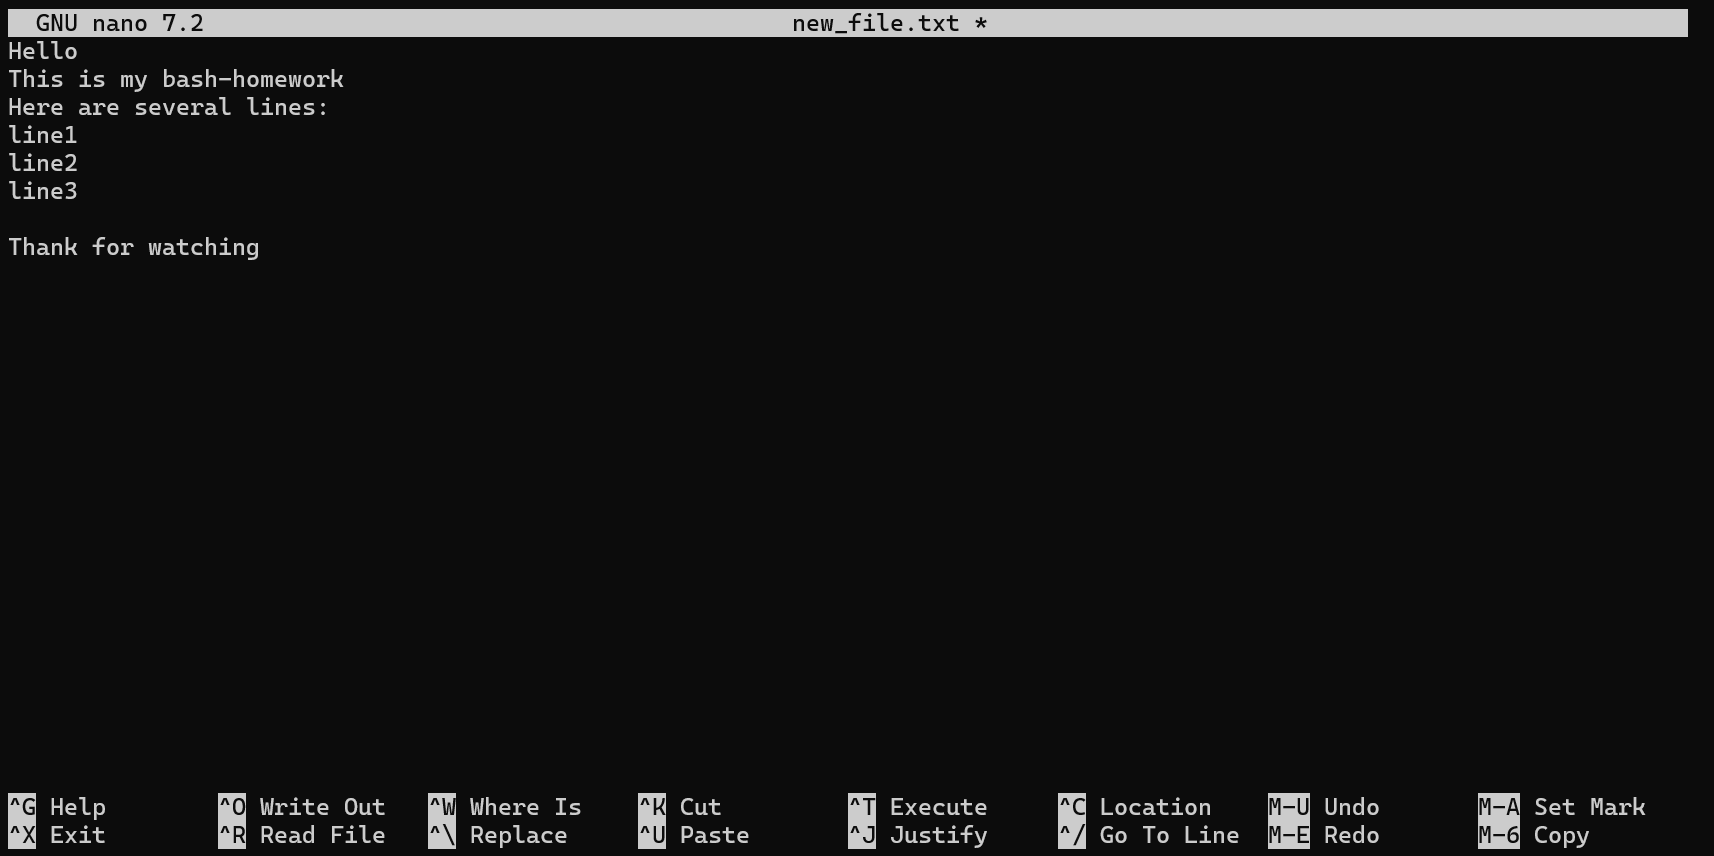 GNU nano 7.2 new_file.txt *
Hello
This is my bash-homework
Here are several lines:
line1
line2
line3

Thank for watching

^G Help ^O Write Out ^W Where Is ^K Cut ^T Execute ^C Location M-U Undo M-A Set Mark
^X Exit ^R Read File ^\ Replace ^U Paste ^J Justify ^/ Go To Line M-E Redo M-6 Copy